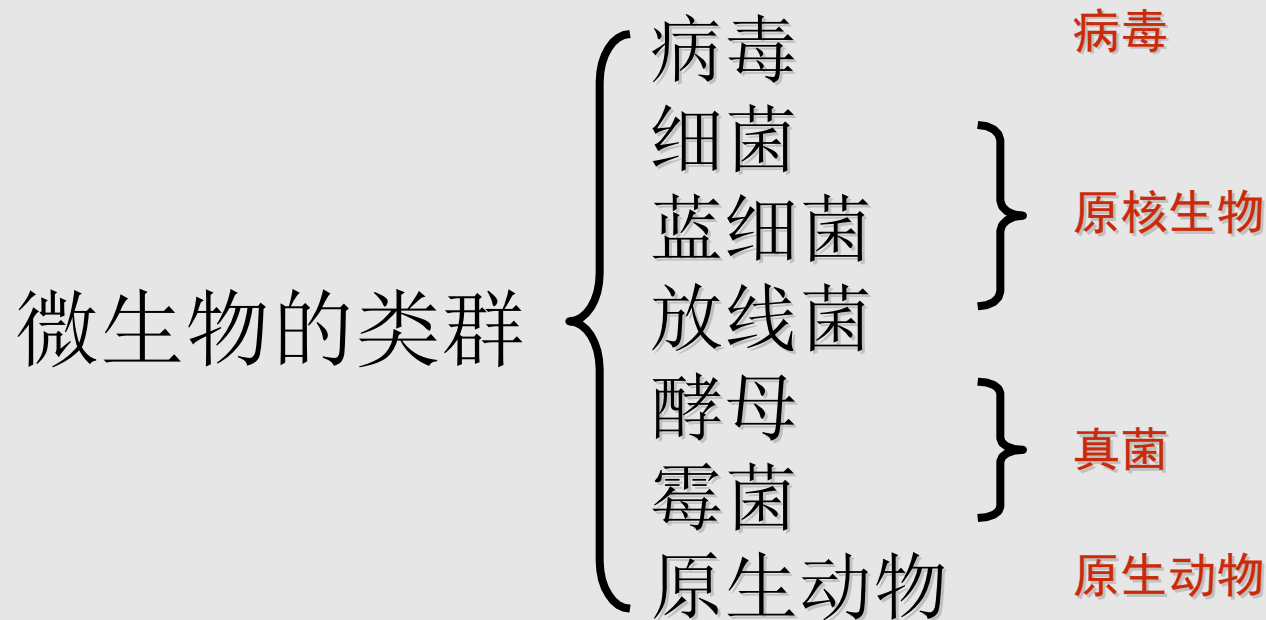 病毒 病毒
细菌
蓝细菌 原核生物
放线菌
微生物的类群
酵母
真菌
霉菌
原生动物 原生动物